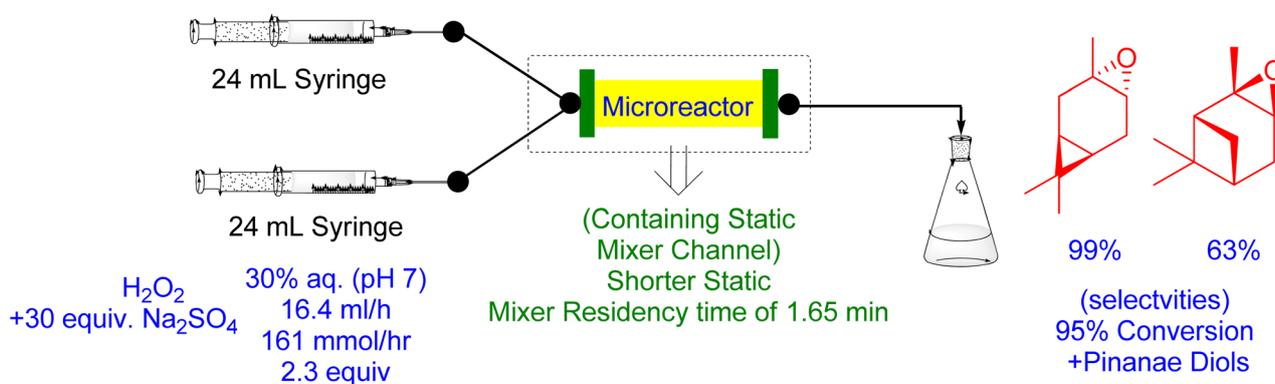 24 mL Syringe
Microreactor
24 mL Syringe
H2O2
+30 equiv. Na2SO4
30% aq. (pH 7)
16.4 ml/h
161 mmol/hr
2.3 equiv
(Containing Static
Mixer Channel)
Shorter Static
Mixer Residency time of 1.65 min
O
O
99%
63%
(selectvities)
95% Conversion
+Pinanae Diols